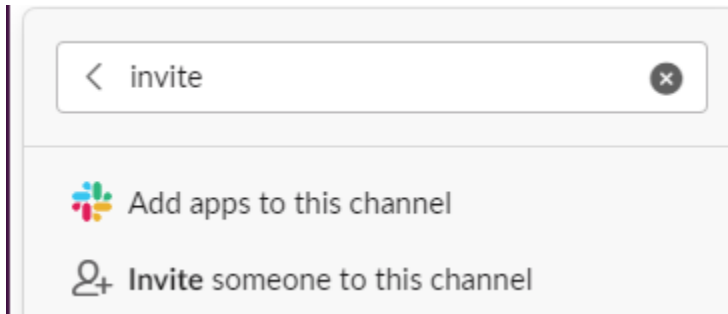 invite
Add apps to this channel
Invite someone to this channel